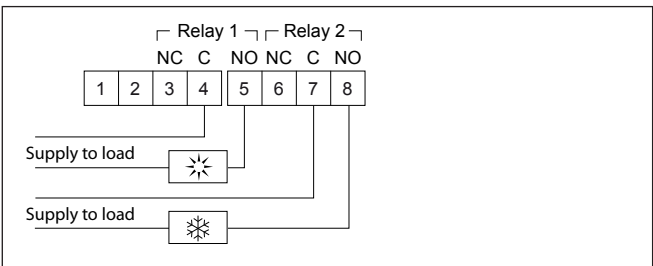 Relay 1 Relay 2
NC C NO NC C NO
1 2 3 4 5 6 7 8
Supply to load
Supply to load